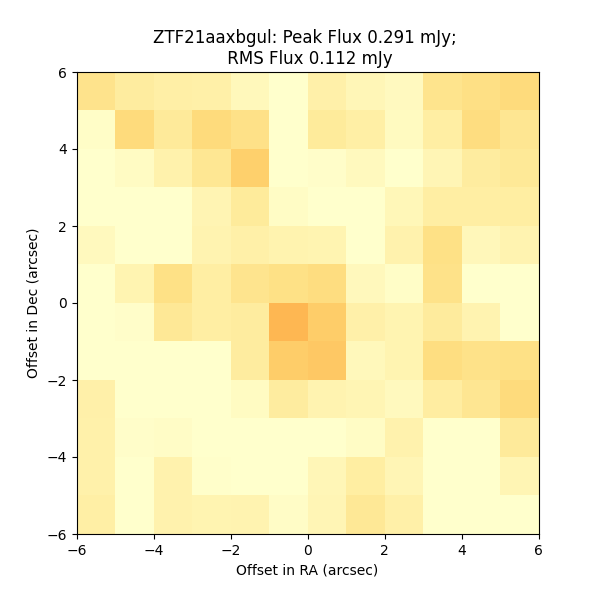 ZTF21aaxbgul: Peak Flux 0.291 mJy;
RMS Flux 0.112 mJy
6
4
2
0
−2
−4
−6
Offset in Dec (arcsec)
−6 −4 −2 0 2 4 6
Offset in RA (arcsec)